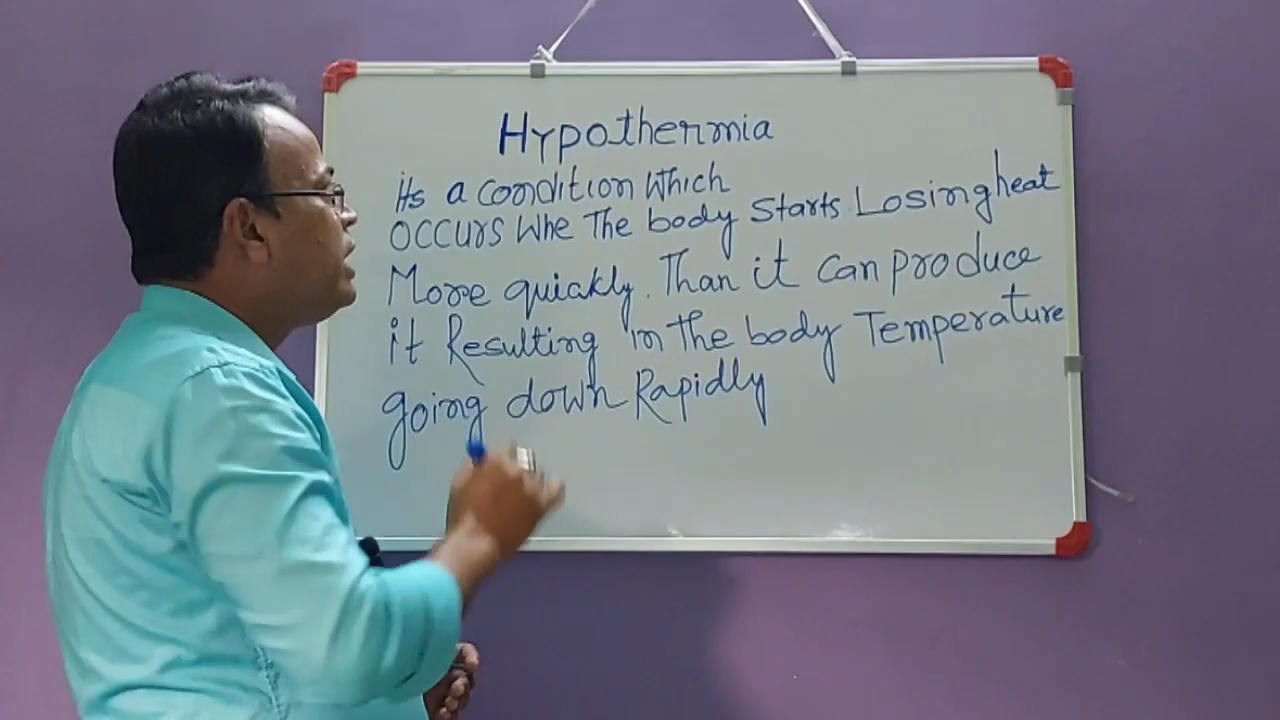 Hypothermia
its a condition Which
OCCURS Whe The body Starts Losing heat
More quickly. Than it can produce
it Resulting in The body Temperature
going down Rapidly